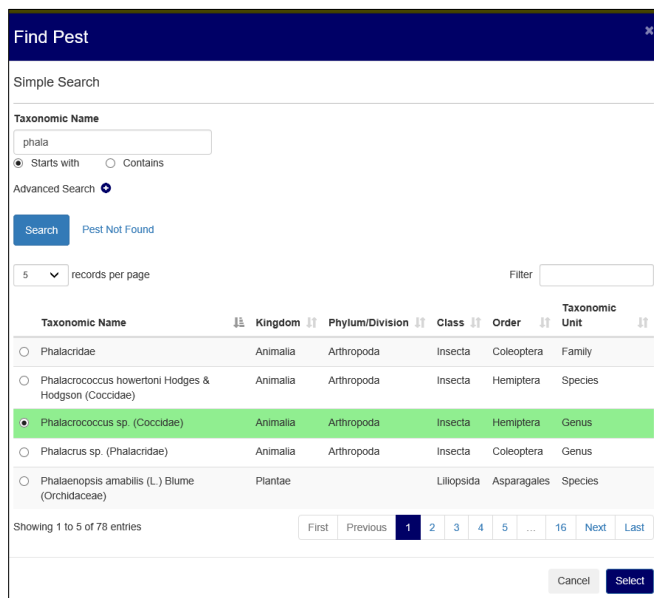 Find Pest
Simple Search
Taxonomic Name
phala
Starts with Contains
Advanced Search
Search Pest Not Found
5 records per page Filter
Taxonomic Name Kingdom Phylum/Division Class Order Taxonomic Unit
Phalacridae Animalia Arthropoda Insecta Coleoptera Family
Phalacrococcus howertoni Hodges & Animalia Arthropoda Insecta Hemiptera Species
Hodgson (Coccidae)
Phalacrococcus sp. (Coccidae) Animalia Arthropoda Insecta Hemiptera Genus
Phalacrus sp. (Phalacridae) Animalia Arthropoda Insecta Coleoptera Genus
Phalaenopsis amabilis (L.) Blume Plantae Liliopsida Asparagales Species
(Orchidaceae)
Showing 1 to 5 of 78 entries First Previous 1 2 3 4 5 ... 16 Next Last
Cancel Select